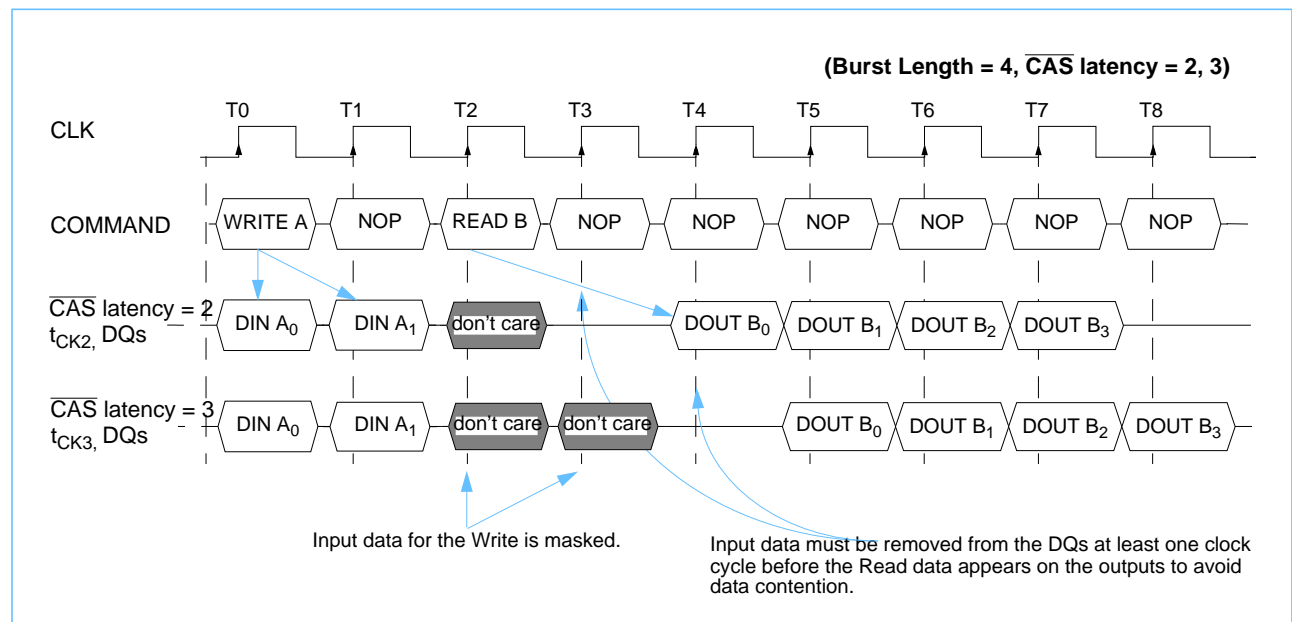 (Burst Length = 4, CAS latency = 2, 3)
T0 T1 T2 T3 T4 T5 T6 T7 T8
CLK
COMMAND WRITE A NOP READ B NOP NOP NOP NOP NOP NOP
CAS latency = 2
tCK2, DQs DIN A0 DIN A1 don't care DOUT B0 DOUT B1 DOUT B2 DOUT B3
CAS latency = 3
tCK3, DQs DIN A0 DIN A1 don't care don't care DOUT B0 DOUT B1 DOUT B2 DOUT B3
Input data for the Write is masked.
Input data must be removed from the DQs at least one clock
cycle before the Read data appears on the outputs to avoid
data contention.